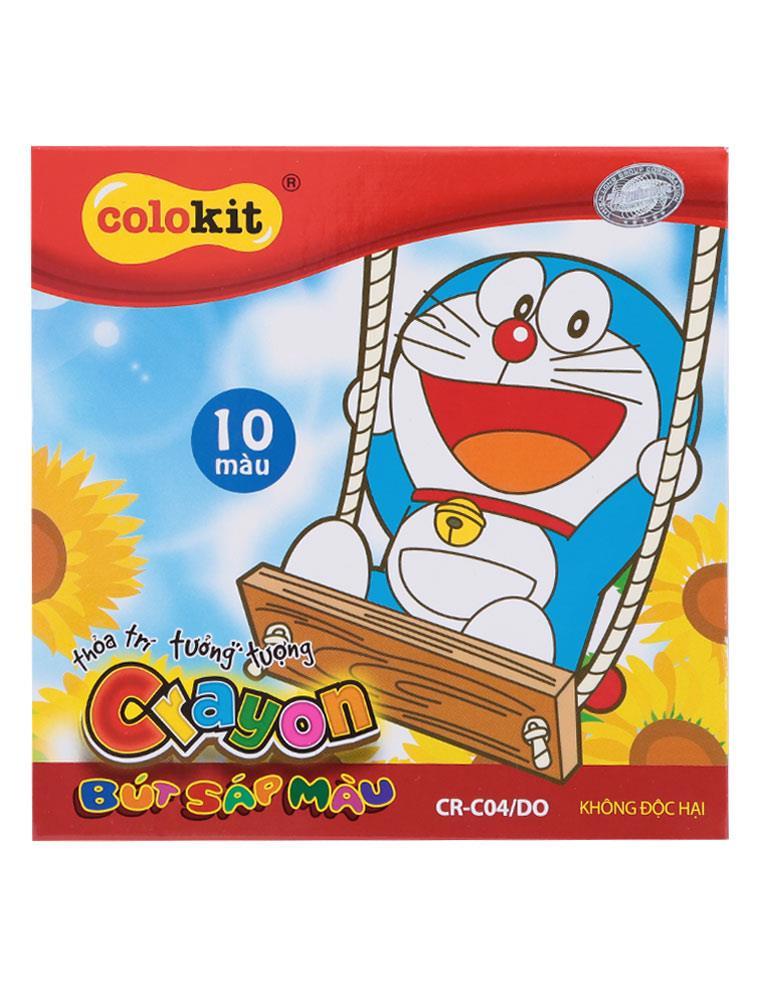 colokit ®
10
màu
thỏa trí tưởng tượng
Crayon
BÚT SÁP MÀU
CR-C04/DO
KHÔNG ĐỘC HẠI